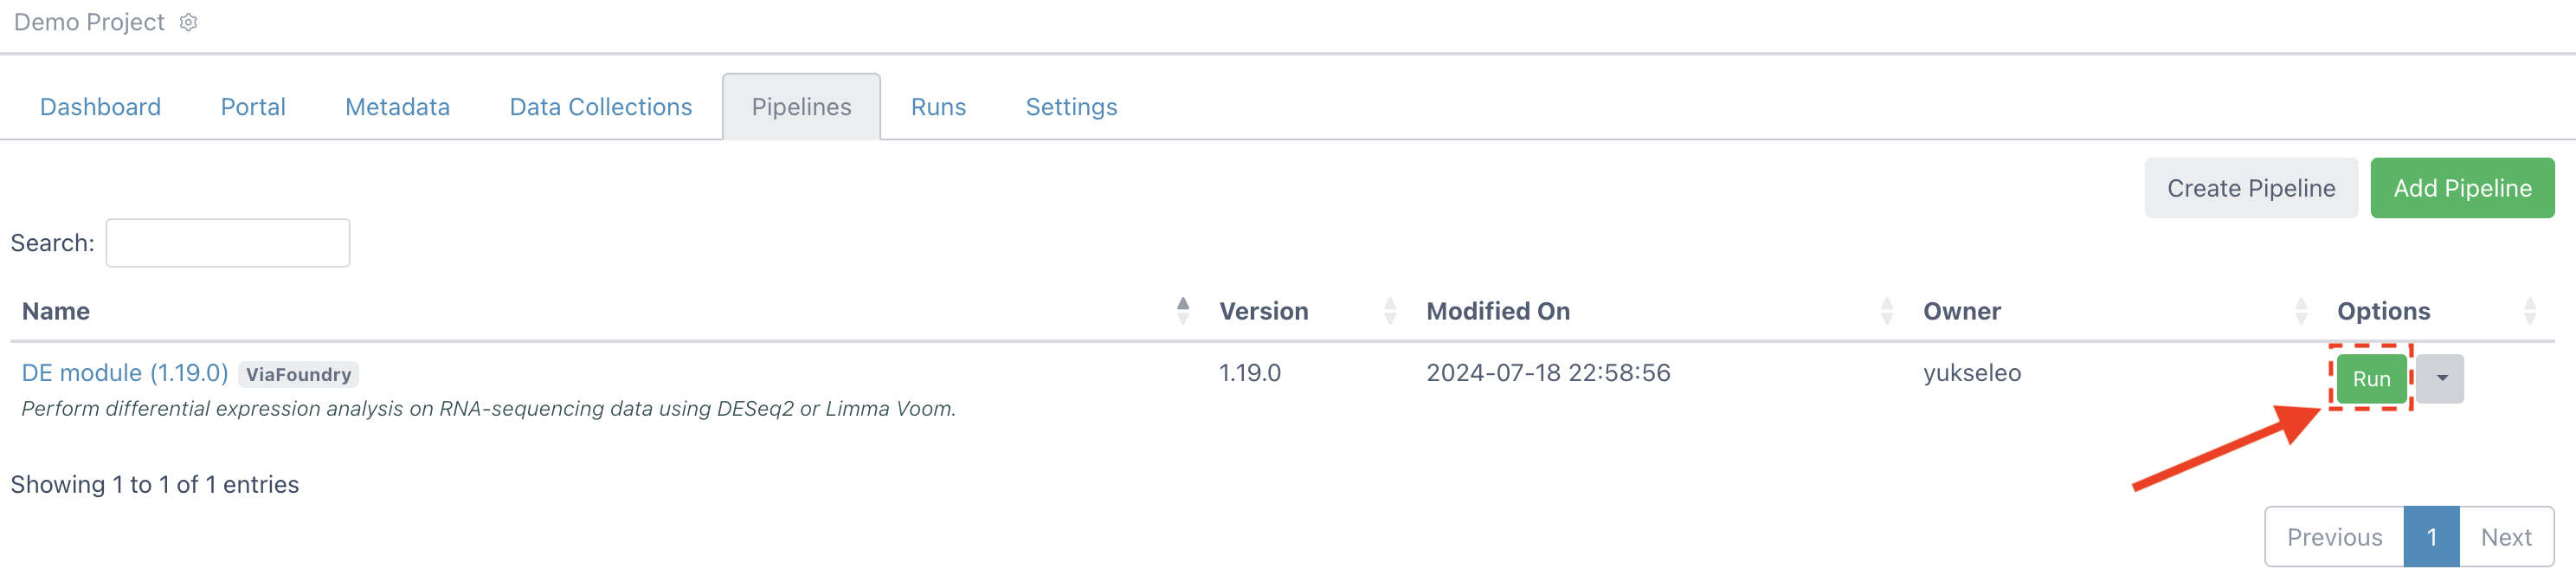 Demo Project
Dashboard Portal Metadata Data Collections Pipelines Runs Settings
Create Pipeline Add Pipeline
Search:
Name Version Modified On Owner Options
DE module (1.19.0) ViaFoundry 1.19.0 2024-07-18 22:58:56 yukseleo Run
Perform differential expression analysis on RNA-sequencing data using DESeq2 or Limma Voom.
Showing 1 to 1 of 1 entries
Previous 1 Next